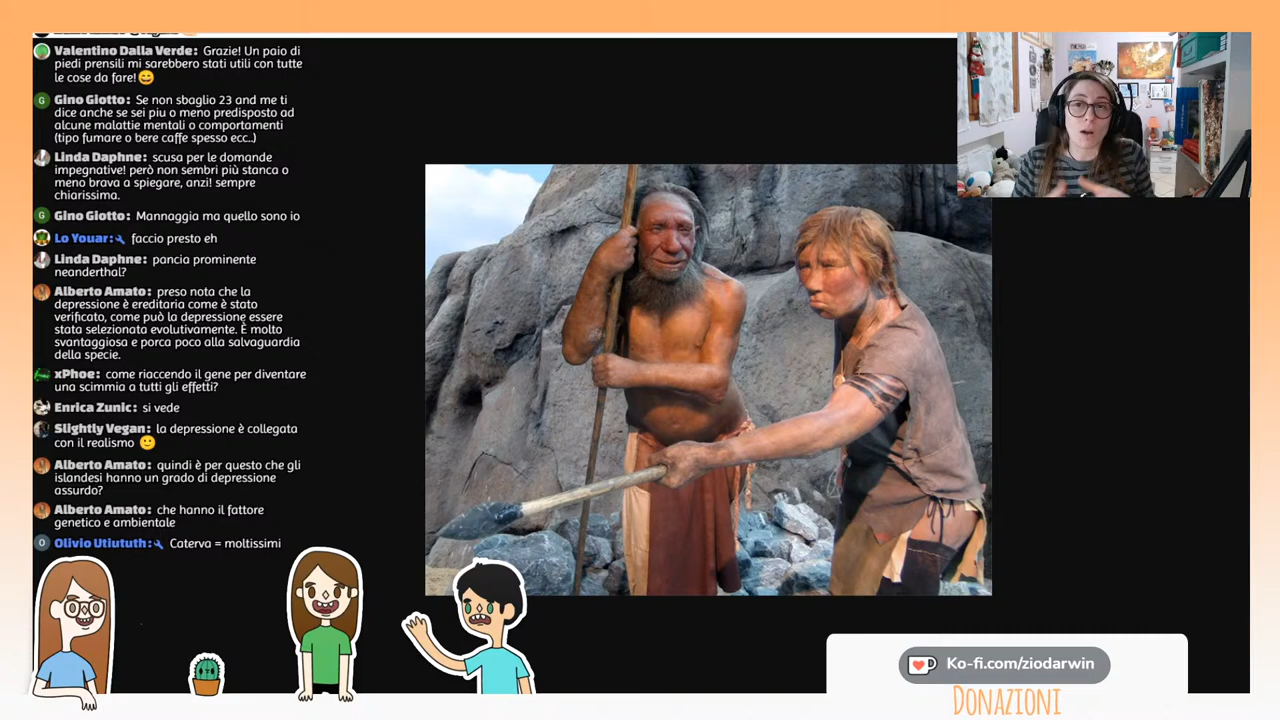 Valentino Dalla Verde: Grazie! Un paio di
piedi prensili mi sarebbero stati utili con tutte
le cose da fare!😄
G Gino Giotto: Se non sbaglio 23 and me ti
dice anche se sei piu o meno predisposto ad
alcune malattie mentali o comportamenti
(tipo fumare o bere caffe spesso ecc..)
Linda Daphne: scusa per le domande
impegnative! però non sembri più stanca o
meno brava a spiegare, anzi! sempre
chiarissima.
G Gino Giotto: Mannaggia ma quello sono io
Lo Youar: faccio presto eh
Linda Daphne: pancia prominente
neanderthal?
Alberto Amato: preso nota che la
depressione è ereditaria come è stato
verificato, come può la depressione essere
stata selezionata evolutivamente. È molto
svantaggiosa e porca poco alla salvaguardia
della specie.
xPhoe: come riaccendo il gene per diventare
una scimmia a tutti gli effetti?
Enrica Zunic: si vede
Slightly Vegan: la depressione è collegata
con il realismo 🙂
Alberto Amato: quindi è per questo che gli
islandesi hanno un grado di depressione
assurdo?
Alberto Amato: che hanno il fattore
genetico e ambientale
O Olivio Utiututh: Caterva = moltissimi
Ko-fi.com/ziodarwin
DONAZIONI